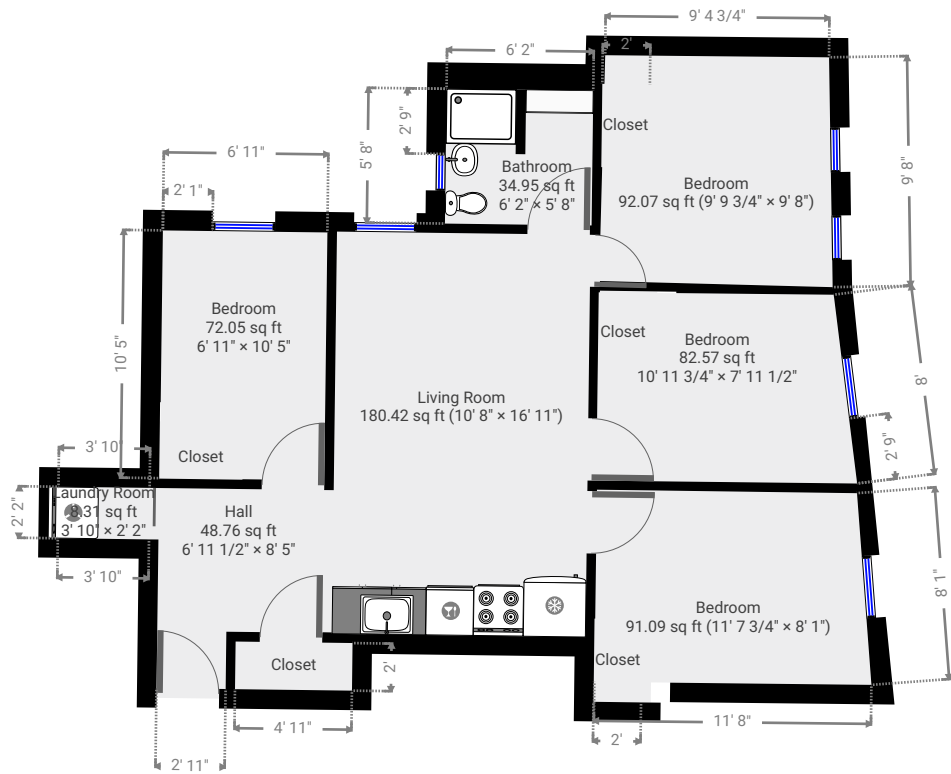 9' 4 3/4"
2'
6' 2"
2' 9"
5' 8"
9' 8"
Closet
6' 11"
2' 1"
Bathroom
34.95 sq ft
6' 2" × 5' 8"
Bedroom
92.07 sq ft (9' 9 3/4" × 9' 8")
Bedroom
72.05 sq ft
6' 11" × 10' 5"
10' 5"
Closet
Bedroom
82.57 sq ft
10' 11 3/4" × 7' 11 1/2"
8'
Living Room
180.42 sq ft (10' 8" × 16' 11")
2' 9"
3' 10"
Closet
Laundry Room
8.31 sq ft
3' 10" × 2' 2"
2' 2"
Hall
48.76 sq ft
6' 11 1/2" × 8' 5"
3' 10"
8' 1"
Bedroom
91.09 sq ft (11' 7 3/4" × 8' 1")
Closet
Closet
2'
4' 11"
11' 8"
2'
2' 11"